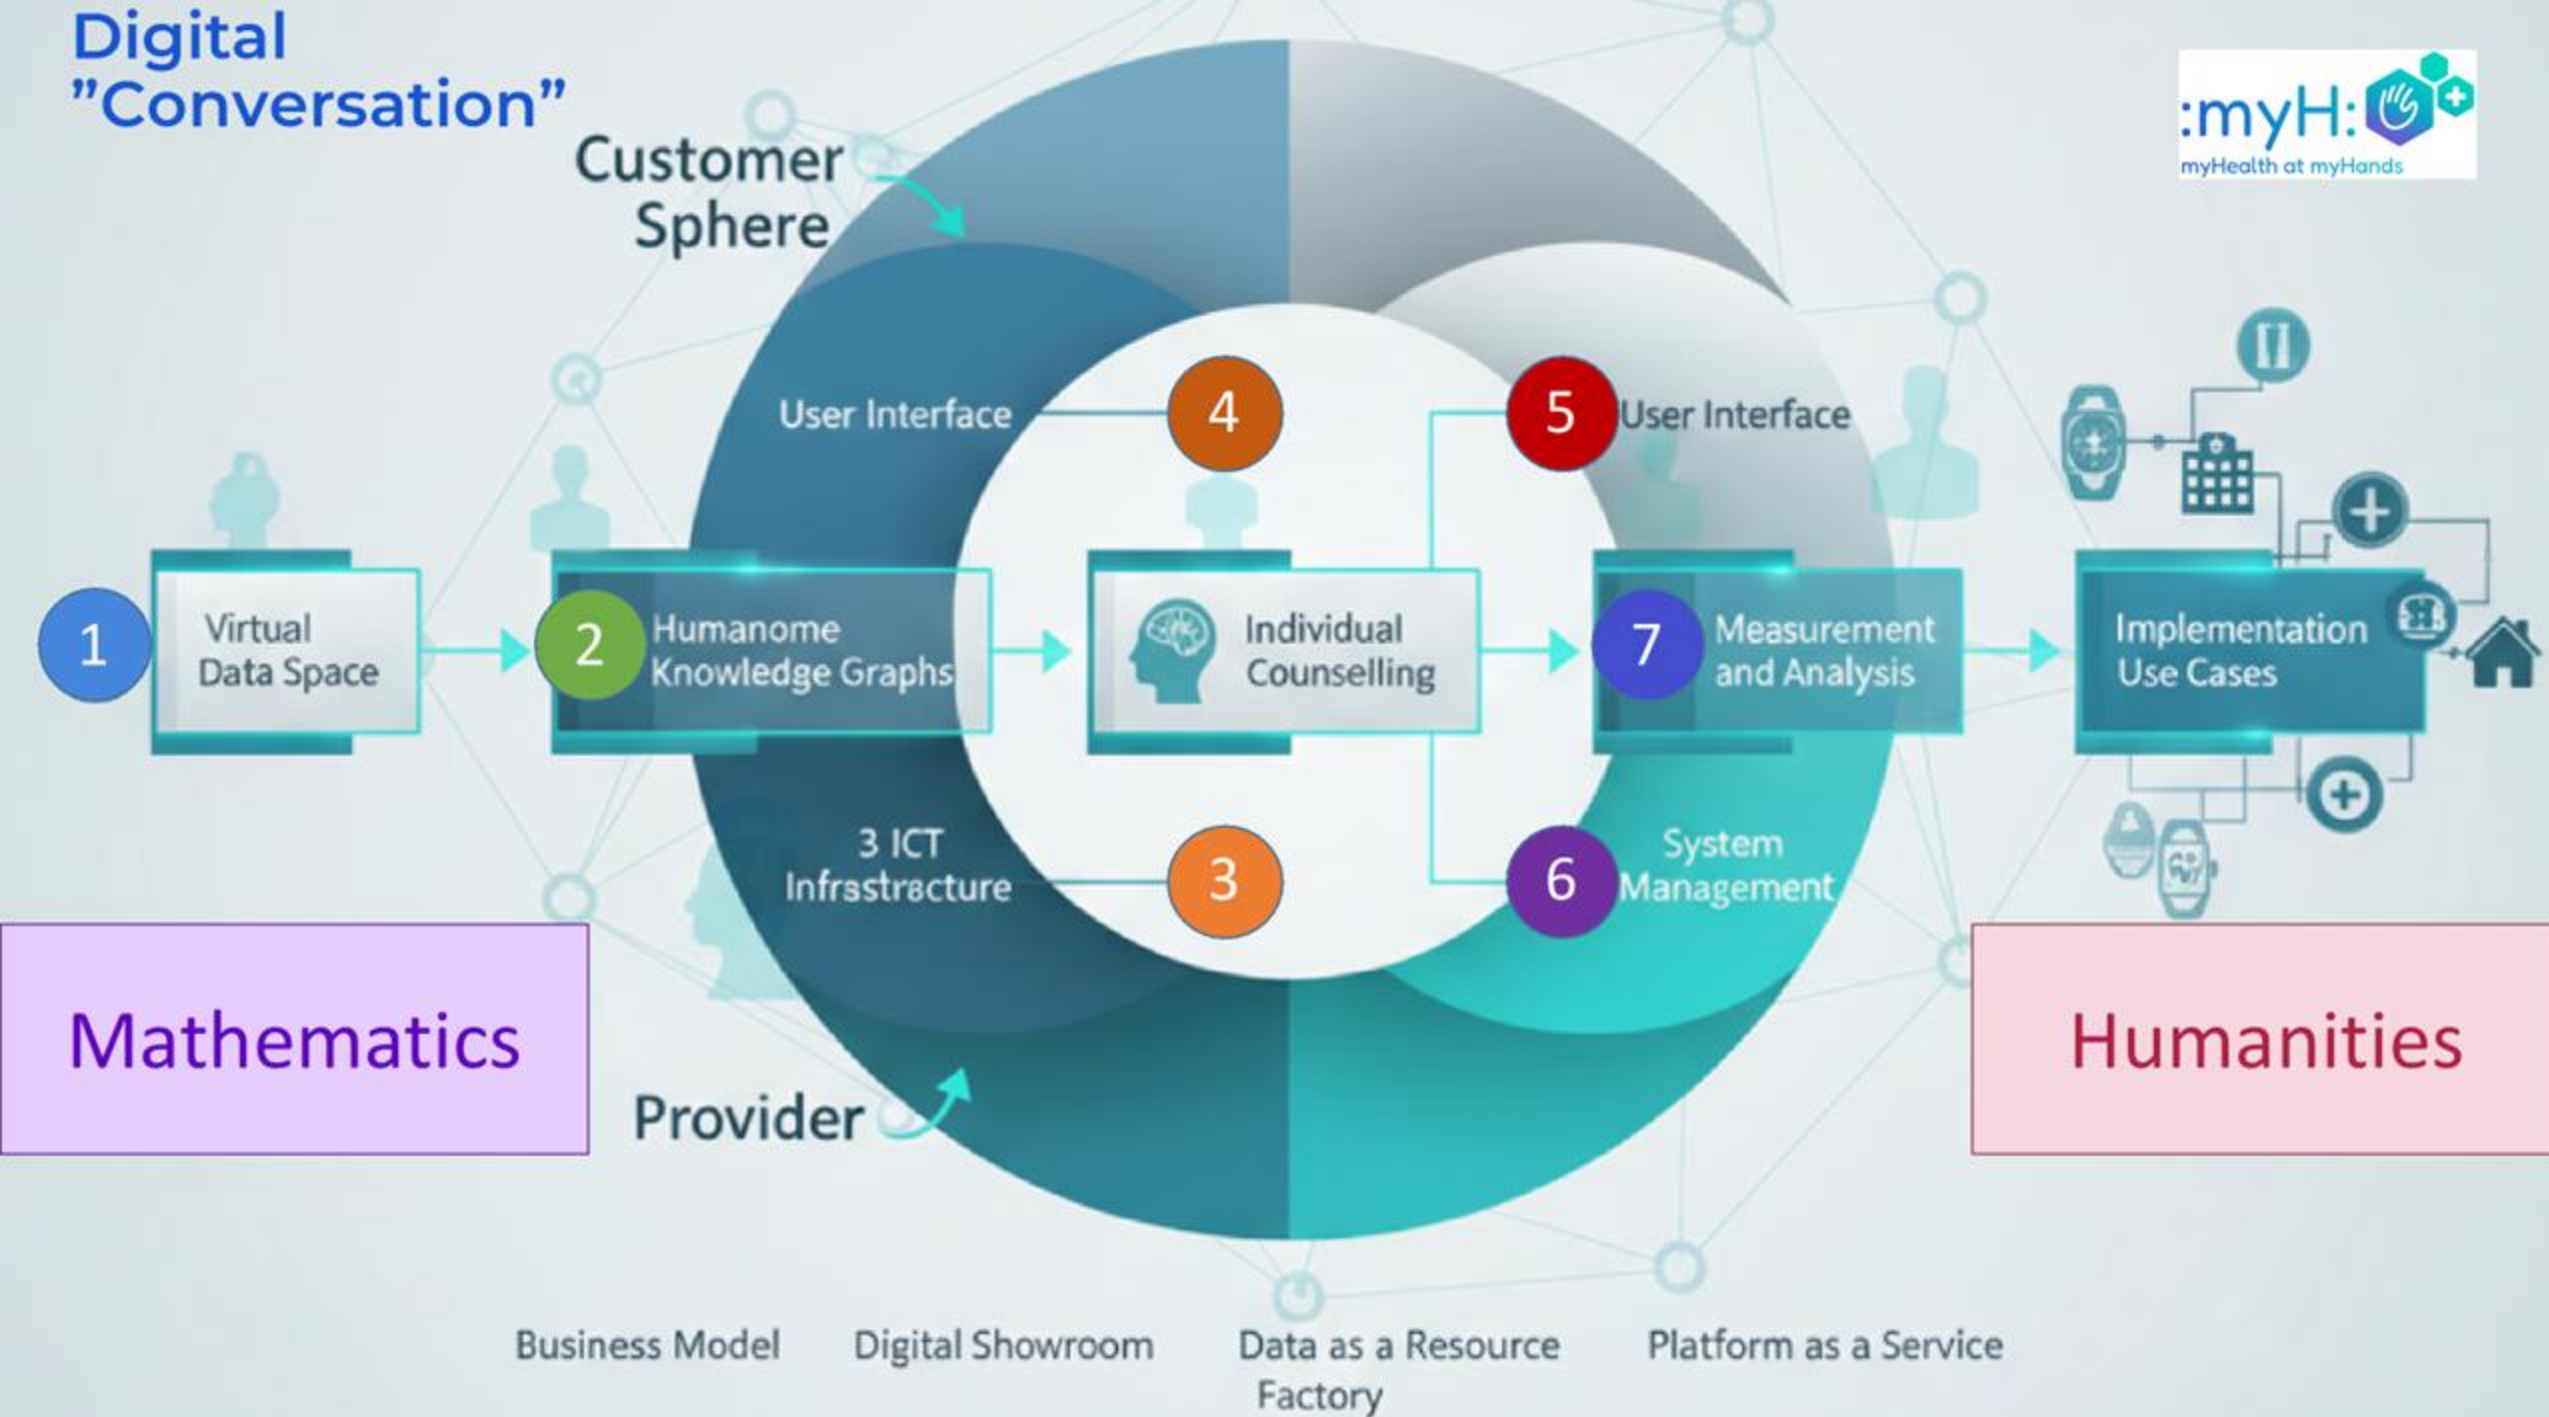 Digital
”Conversation”
:myH:
myHealth at myHands
Customer
Sphere
User Interface
4
5
User Interface
1
Virtual
Data Space
2
Humanome
Knowledge Graphs
Individual
Counselling
7
Measurement
and Analysis
Implementation
Use Cases
3 ICT
Infrsstr8cture
3
6
System
Management
Mathematics
Humanities
Provider
Business Model
Digital Showroom
Data as a Resource
Factory
Platform as a Service